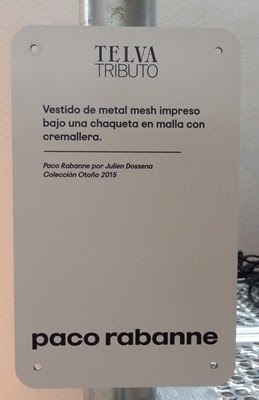 TELVA
TRIBUTO
Vestido de metal mesh impreso
bajo una chaqueta en malla con
cremallera.
Paco Rabanne por Julien Dossena
Colección Otoño 2015
paco rabanne